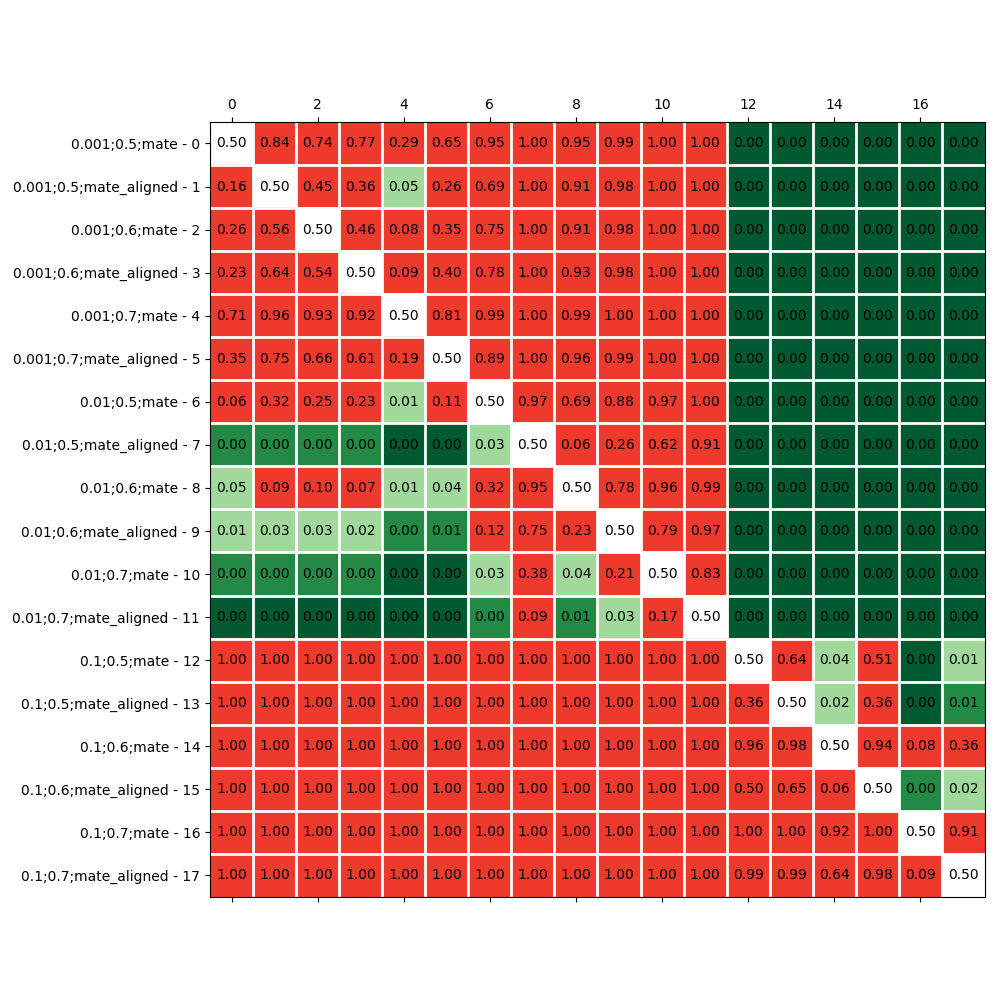 0 2 4 6 8 10 12 14 16
0.001;0.5;mate - 0 0.50 0.84 0.74 0.77 0.29 0.65 0.95 1.00 0.95 0.99 1.00 1.00 0.00 0.00 0.00 0.00 0.00 0.00
0.001;0.5;mate_aligned - 1 0.16 0.50 0.45 0.36 0.05 0.26 0.69 1.00 0.91 0.98 1.00 1.00 0.00 0.00 0.00 0.00 0.00 0.00
0.001;0.6;mate - 2 0.26 0.56 0.50 0.46 0.08 0.35 0.75 1.00 0.91 0.98 1.00 1.00 0.00 0.00 0.00 0.00 0.00 0.00
0.001;0.6;mate_aligned - 3 0.23 0.64 0.54 0.50 0.09 0.40 0.78 1.00 0.93 0.98 1.00 1.00 0.00 0.00 0.00 0.00 0.00 0.00
0.001;0.7;mate - 4 0.71 0.96 0.93 0.92 0.50 0.81 0.99 1.00 0.99 1.00 1.00 1.00 0.00 0.00 0.00 0.00 0.00 0.00
0.001;0.7;mate_aligned - 5 0.35 0.75 0.66 0.61 0.19 0.50 0.89 1.00 0.96 0.99 1.00 1.00 0.00 0.00 0.00 0.00 0.00 0.00
0.01;0.5;mate - 6 0.06 0.32 0.25 0.23 0.01 0.11 0.50 0.97 0.69 0.88 0.97 1.00 0.00 0.00 0.00 0.00 0.00 0.00
0.01;0.5;mate_aligned - 7 0.00 0.00 0.00 0.00 0.00 0.00 0.03 0.50 0.06 0.26 0.62 0.91 0.00 0.00 0.00 0.00 0.00 0.00
0.01;0.6;mate - 8 0.05 0.09 0.10 0.07 0.01 0.04 0.32 0.95 0.50 0.78 0.96 0.99 0.00 0.00 0.00 0.00 0.00 0.00
0.01;0.6;mate_aligned - 9 0.01 0.03 0.03 0.02 0.00 0.01 0.12 0.75 0.23 0.50 0.79 0.97 0.00 0.00 0.00 0.00 0.00 0.00
0.01;0.7;mate - 10 0.00 0.00 0.00 0.00 0.00 0.00 0.03 0.38 0.04 0.21 0.50 0.83 0.00 0.00 0.00 0.00 0.00 0.00
0.01;0.7;mate_aligned - 11 0.00 0.00 0.00 0.00 0.00 0.00 0.00 0.09 0.01 0.03 0.17 0.50 0.00 0.00 0.00 0.00 0.00 0.00
0.1;0.5;mate - 12 1.00 1.00 1.00 1.00 1.00 1.00 1.00 1.00 1.00 1.00 1.00 1.00 0.50 0.64 0.04 0.51 0.00 0.01
0.1;0.5;mate_aligned - 13 1.00 1.00 1.00 1.00 1.00 1.00 1.00 1.00 1.00 1.00 1.00 1.00 0.36 0.50 0.02 0.36 0.00 0.01
0.1;0.6;mate - 14 1.00 1.00 1.00 1.00 1.00 1.00 1.00 1.00 1.00 1.00 1.00 1.00 0.96 0.98 0.50 0.94 0.08 0.36
0.1;0.6;mate_aligned - 15 1.00 1.00 1.00 1.00 1.00 1.00 1.00 1.00 1.00 1.00 1.00 1.00 0.50 0.65 0.06 0.50 0.00 0.02
0.1;0.7;mate - 16 1.00 1.00 1.00 1.00 1.00 1.00 1.00 1.00 1.00 1.00 1.00 1.00 1.00 1.00 0.92 1.00 0.50 0.91
0.1;0.7;mate_aligned - 17 1.00 1.00 1.00 1.00 1.00 1.00 1.00 1.00 1.00 1.00 1.00 1.00 0.99 0.99 0.64 0.98 0.09 0.50